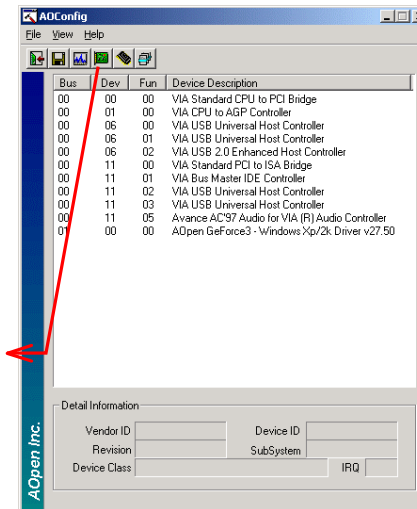 AOConfig
File View Help
Bus Dev Fun Device Description
00 00 00 VIA Standard CPU to PCI Bridge
00 01 00 VIA CPU to AGP Controller
00 06 00 VIA USB Universal Host Controller
00 06 01 VIA USB Universal Host Controller
00 06 02 VIA USB 2.0 Enhanced Host Controller
00 11 00 VIA Standard PCI to ISA Bridge
00 11 01 VIA Bus Master IDE Controller
00 11 02 VIA USB Universal Host Controller
00 11 03 VIA USB Universal Host Controller
00 11 05 Avance AC'97 Audio for VIA (R) Audio Controller
01 00 00 AOpen GeForce3 - Windows Xp/2k Driver v27.50
Detail Information
Vendor ID Device ID
Revision SubSystem
Device Class IRQ
AOpen Inc.